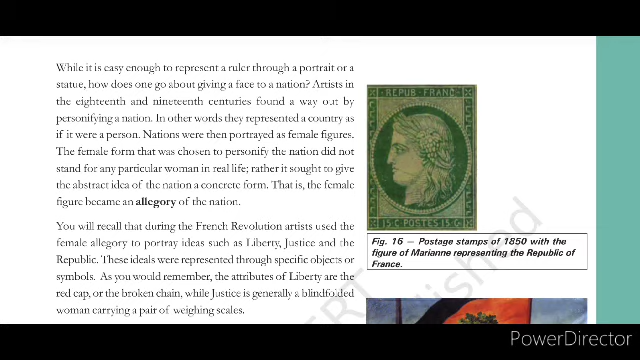 While it is easy enough to represent a ruler through a portrait or a
statue, how does one go about giving a face to a nation? Artists in
the eighteenth and nineteenth centuries found a way out by
personifying a nation. In other words they represented a country as
if it were a person. Nations were then portrayed as female figures.
The female form that was chosen to personify the nation did not
stand for any particular woman in real life; rather it sought to give
the abstract idea of the nation a concrete form. That is, the female
figure became an allegory of the nation.
You will recall that during the French Revolution artists used the
female allegory to portray ideas such as Liberty, Justice and the
Republic. These ideals were represented through specific objects or
symbols. As you would remember, the attributes of Liberty are the
red cap, or the broken chain, while Justice is generally a blindfolded
woman carrying a pair of weighing scales.
REPUB FRANC
15 C POSTES 15 C
Fig. 16 — Postage stamps of 1850 with the
figure of Marianne representing the Republic of
France.
PowerDirector